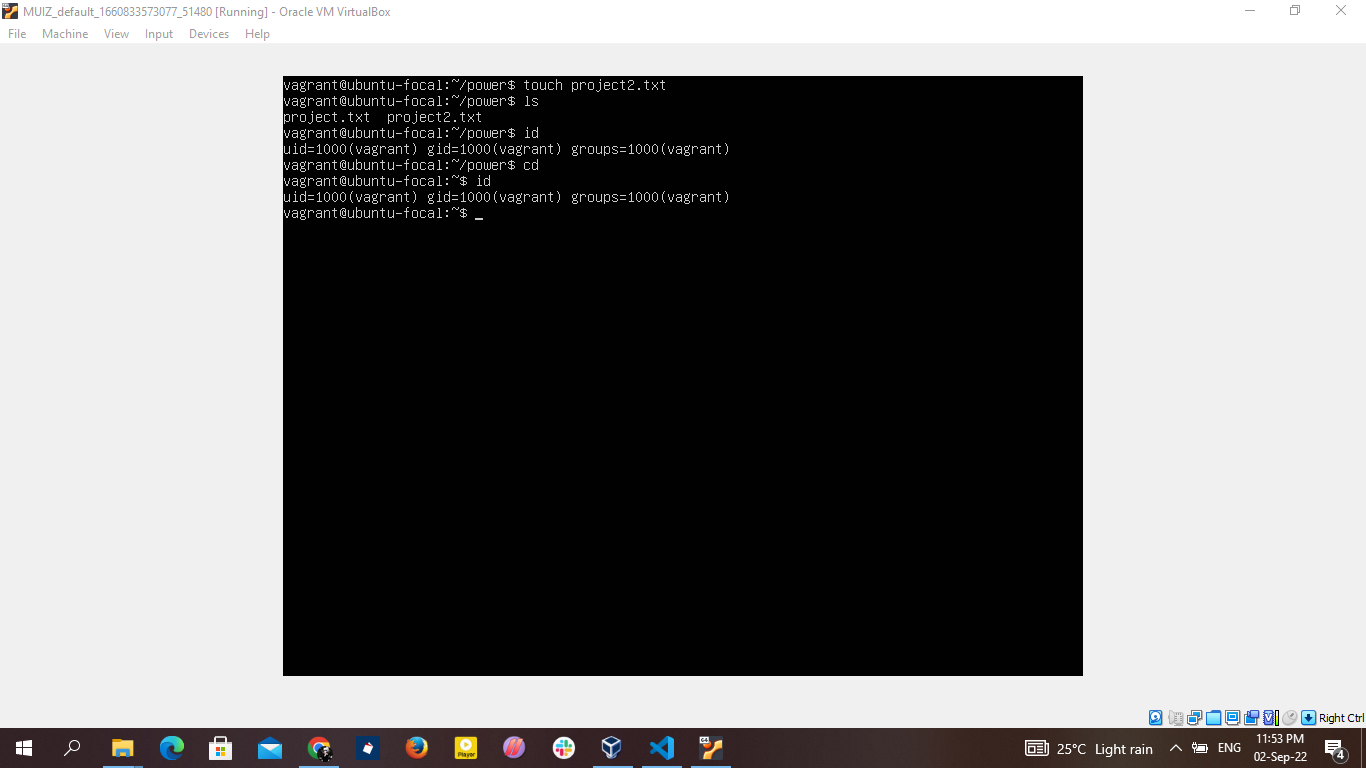 MUIZ_default_1660833573077_51480 [Running] - Oracle VM VirtualBox
File Machine View Input Devices Help
vagrant@ubuntu-focal:~/power$ touch project2.txt
vagrant@ubuntu-focal:~/power$ ls
project.txt  project2.txt
vagrant@ubuntu-focal:~/power$ id
uid=1000(vagrant) gid=1000(vagrant) groups=1000(vagrant)
vagrant@ubuntu-focal:~/power$ cd
vagrant@ubuntu-focal:~$ id
uid=1000(vagrant) gid=1000(vagrant) groups=1000(vagrant)
vagrant@ubuntu-focal:~$ _
Right Ctrl
Player
64
25°C Light rain
ENG
11:53 PM
02-Sep-22
4